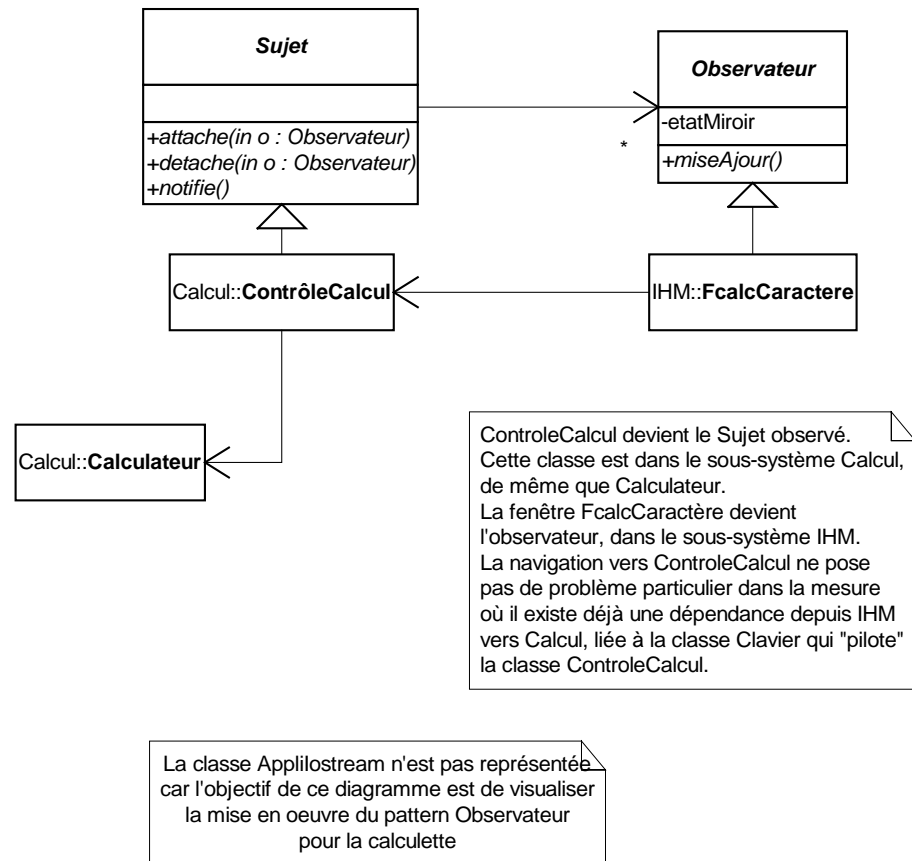 Sujet
+attache(in o : Observateur)
+detache(in o : Observateur)
+notifie()
Observateur
-etatMiroir
+miseAjour()
*
Calcul::ContrôleCalcul
IHM::FcalcCaractere
Calcul::Calculateur
ControleCalcul devient le Sujet observé.
Cette classe est dans le sous-système Calcul,
de même que Calculateur.
La fenêtre FcalcCaractère devient
l'observateur, dans le sous-système IHM.
La navigation vers ControleCalcul ne pose
pas de problème particulier dans la mesure
où il existe déjà une dépendance depuis IHM
vers Calcul, liée à la classe Clavier qui "pilote"
la classe ControleCalcul.
La classe AppliIostream n'est pas représentée
car l'objectif de ce diagramme est de visualiser
la mise en oeuvre du pattern Observateur
pour la calculette